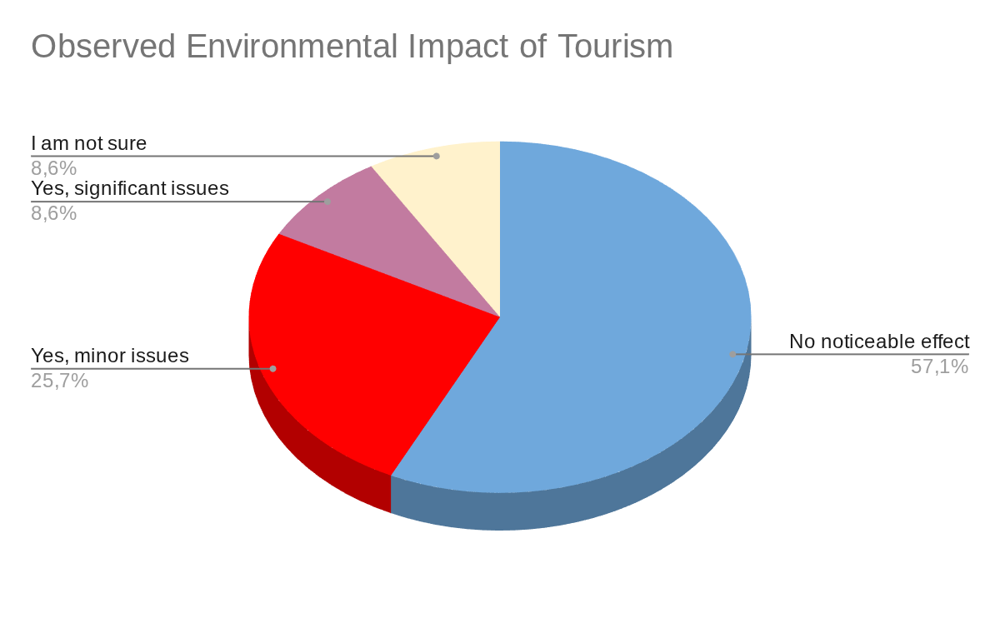 Observed Environmental Impact of Tourism
I am not sure
8,6%
Yes, significant issues
8,6%
Yes, minor issues
25,7%
No noticeable effect
57,1%